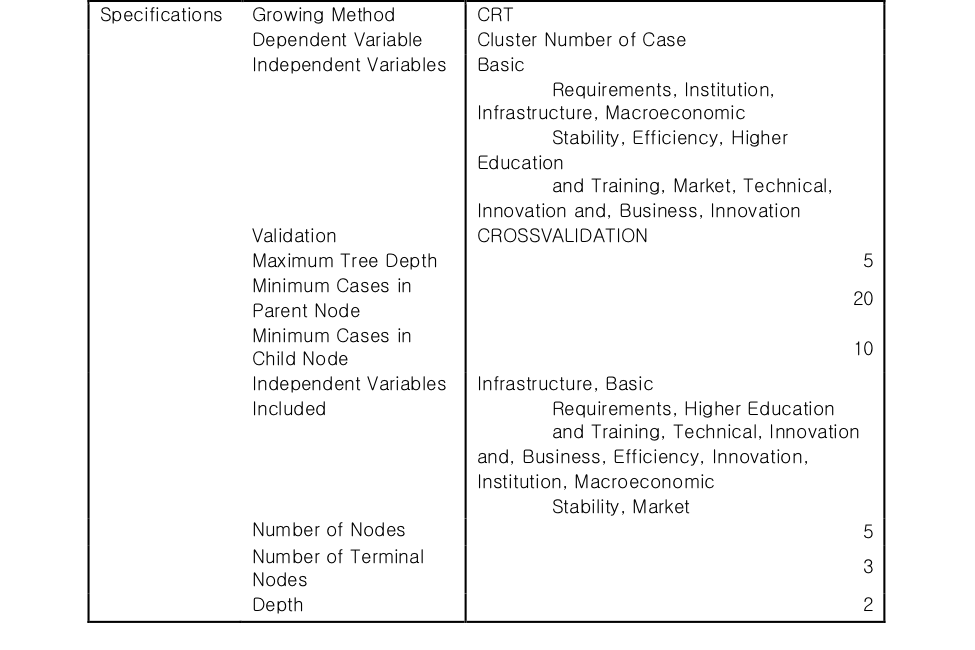 Specifications Growing Method CRT
Dependent Variable Cluster Number of Case
Independent Variables Basic
Requirements, Institution,
Infrastructure, Macroeconomic
Stability, Efficiency, Higher
Education
and Training, Market, Technical,
Innovation and, Business, Innovation
Validation CROSSVALIDATION
Maximum Tree Depth 5
Minimum Cases in
Parent Node 20
Minimum Cases in
Child Node 10
Independent Variables Infrastructure, Basic
Included Requirements, Higher Education
and Training, Technical, Innovation
and, Business, Efficiency, Innovation,
Institution, Macroeconomic
Stability, Market
Number of Nodes 5
Number of Terminal
Nodes 3
Depth 2